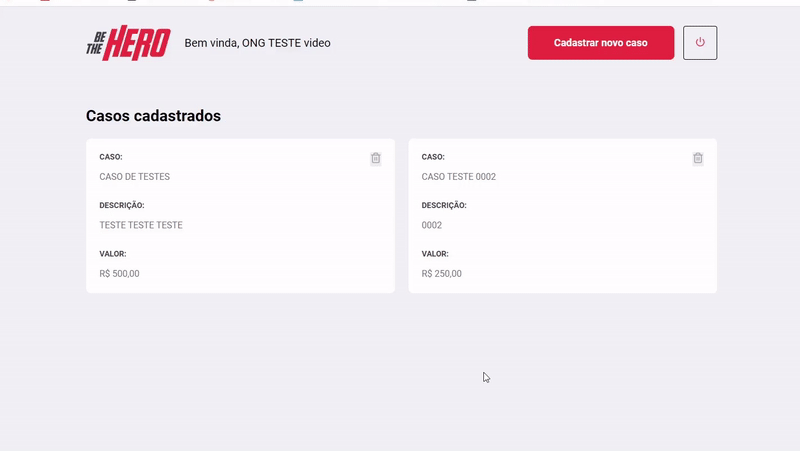 BE THE HERO
Bem vinda, ONG TESTE video
Cadastrar novo caso
Casos cadastrados
CASO:
CASO DE TESTES
DESCRIÇÃO:
TESTE TESTE TESTE
VALOR:
R$ 500,00
CASO:
CASO TESTE 0002
DESCRIÇÃO:
0002
VALOR:
R$ 250,00